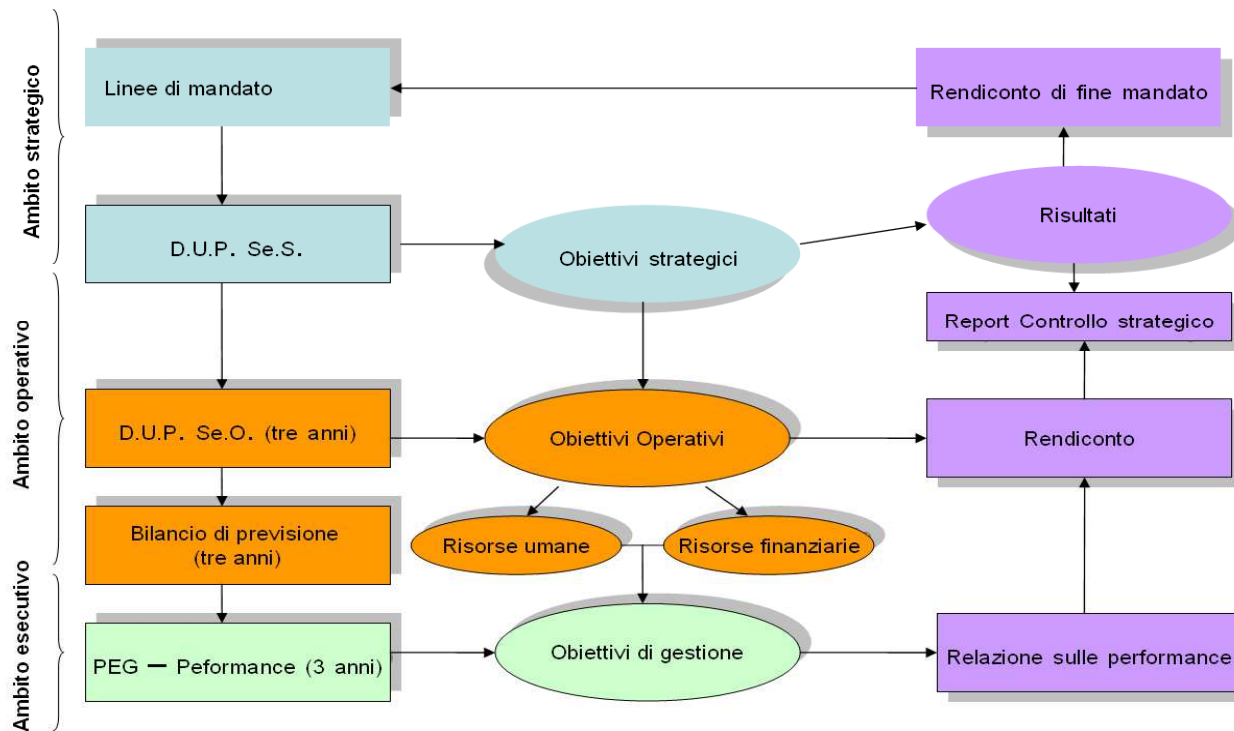 Ambito strategico
Linee di mandato
Rendiconto di fine mandato
D.U.P. Se.S.
Obiettivi strategici
Risultati
Report Controllo strategico
Ambito operativo
D.U.P. Se.O. (tre anni)
Obiettivi Operativi
Rendiconto
Bilancio di previsione
(tre anni)
Risorse umane
Risorse finanziarie
Ambito esecutivo
PEG — Peformance (3 anni)
Obiettivi di gestione
Relazione sulle performance